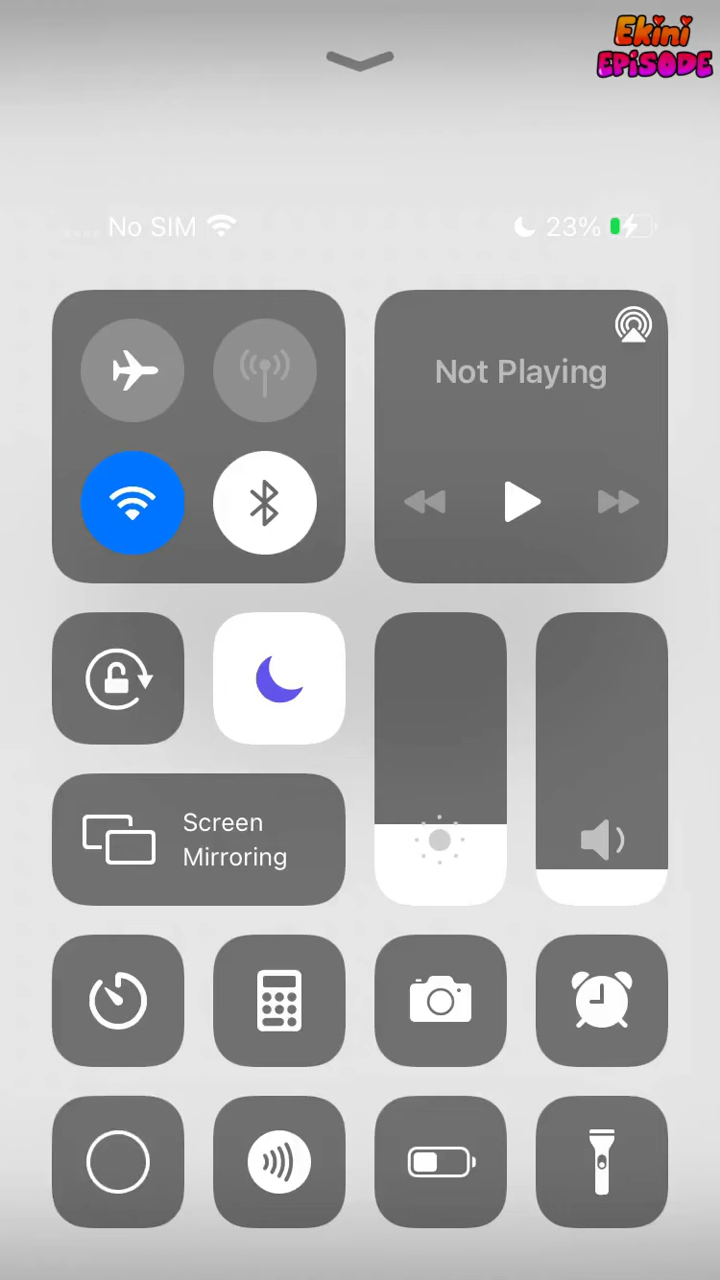 Ekini
EPiSODE
No SIM
23%
Not Playing
Screen
Mirroring